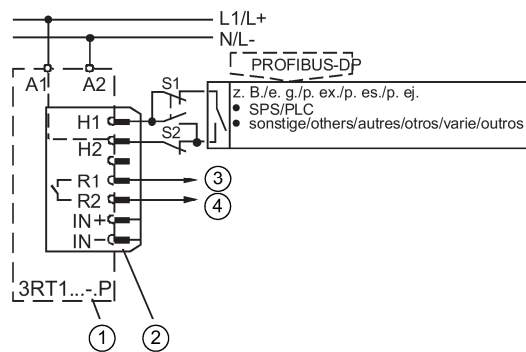 L1/L+
N/L-
PROFIBUS-DP
A1 A2
S1
z. B./e. g./p. ex./p. es./p. ej.
SPS/PLC
sonstige/others/autres/otros/varie/outros
H1
S2
H2
R1
3
R2
4
IN+
IN-
3RT1...-.P
1
2